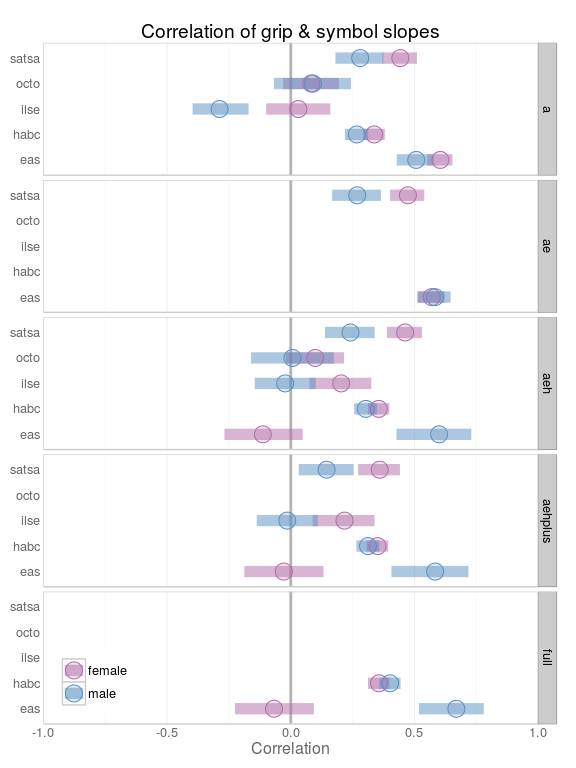 Correlation of grip & symbol slopes
satsa
octo
ilse
habc
eas
a
satsa
octo
ilse
habc
eas
ae
satsa
octo
ilse
habc
eas
aeh
satsa
octo
ilse
habc
eas
aehplus
satsa
octo
ilse
habc
eas
full
female
male
-1.0 -0.5 0.0 0.5 1.0
Correlation